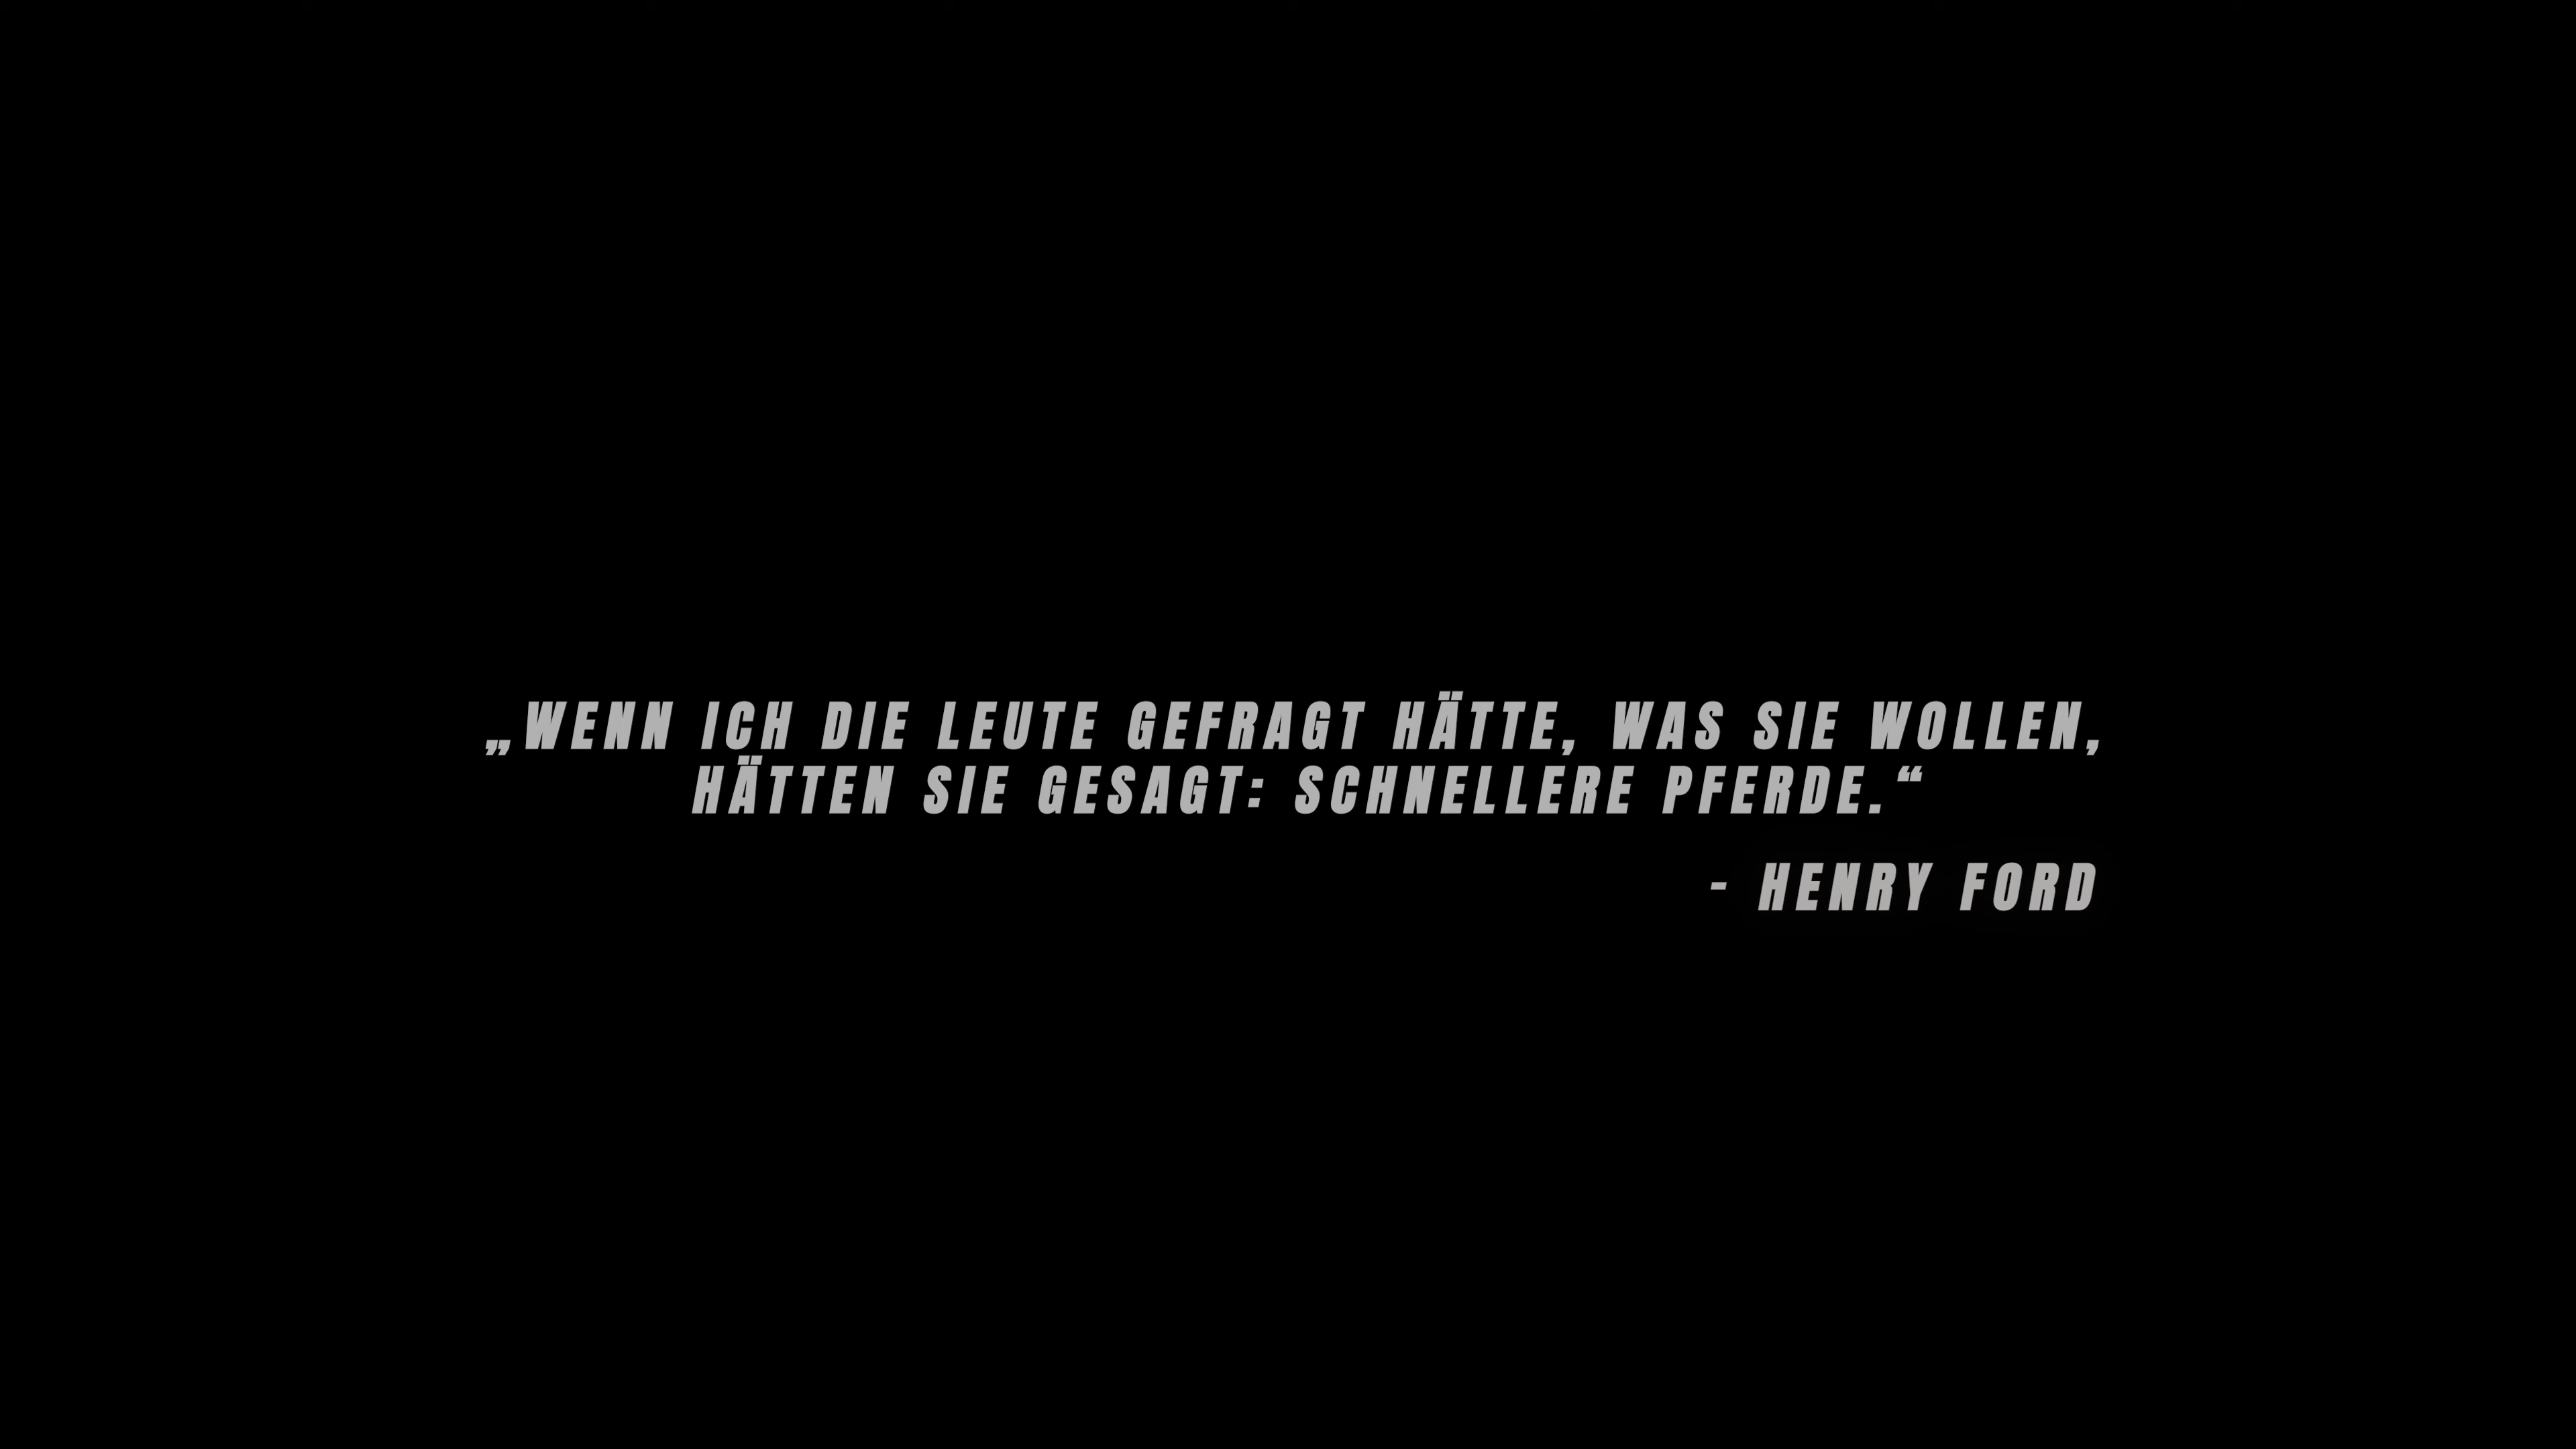 „WENN ICH DIE LEUTE GEFRAGT HÄTTE, WAS SIE WOLLEN,
HÄTTEN SIE GESAGT: SCHNELLERE PFERDE.“
- HENRY FORD